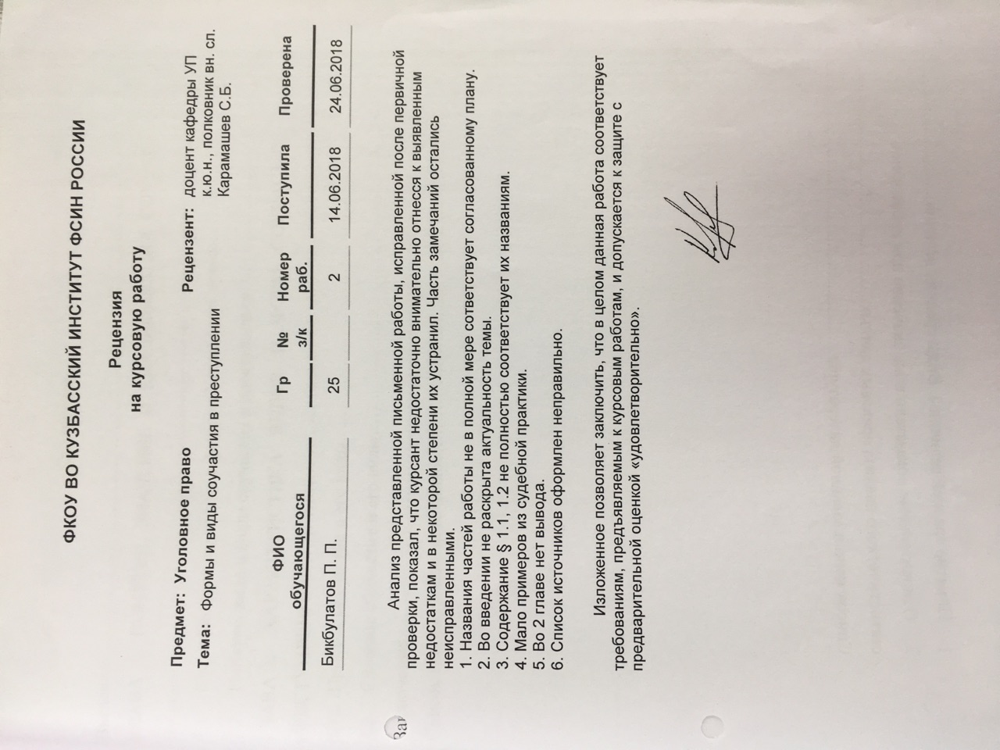 ФКОУ ВО КУЗБАССКИЙ ИНСТИТУТ ФСИН РОССИИ
Рецензия
на курсовую работу
Предмет: Уголовное право
Рецензент: доцент кафедры УП
к.ю.н., полковник вн. сл.
Карамашев С.Б.
Тема: Формы и виды соучастия в преступлении
ФИО обучающегося Гр № з/к Номер раб. Поступила Проверена
Бикбулатов П. П. 25 2 14.06.2018 24.06.2018
Анализ представленной письменной работы, исправленной после первичной
проверки, показал, что курсант недостаточно внимательно отнесся к выявленным
недостаткам и в некоторой степени их устранил. Часть замечаний остались
неисправленными.
1. Названия частей работы не в полной мере сответствует согласованному плану.
2. Во введении не раскрыта актуальность темы.
3. Содержание § 1.1, 1.2 не полностью соответствует их названиям.
4. Мало примеров из судебной практики.
5. Во 2 главе нет вывода.
6. Список источников оформлен неправильно.
Изложенное позволяет заключить, что в целом данная работа соответствует
требованиям, предъявляемым к курсовым работам, и допускается к защите с
предварительной оценкой «удовлетворительно».
Заг